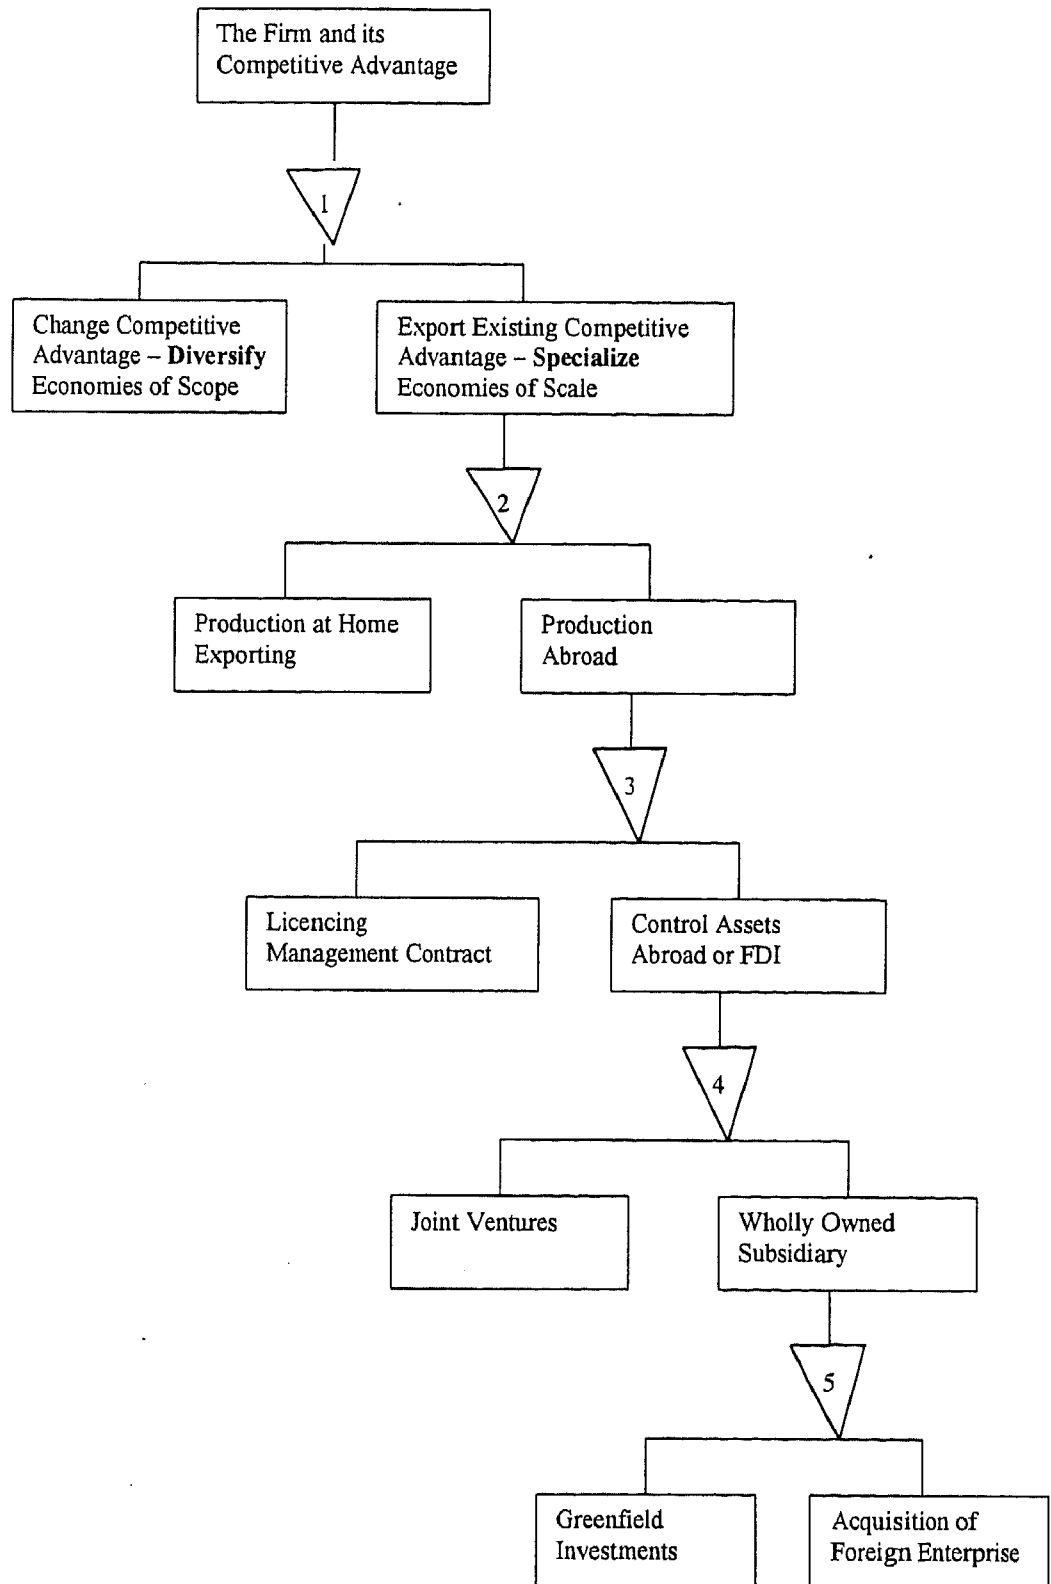 The Firm and its
Competitive Advantage
1
Change Competitive
Advantage – Diversify
Economies of Scope
Export Existing Competitive
Advantage – Specialize
Economies of Scale
2
Production at Home
Exporting
Production
Abroad
3
Licencing
Management Contract
Control Assets
Abroad or FDI
4
Joint Ventures
Wholly Owned
Subsidiary
5
Greenfield
Investments
Acquisition of
Foreign Enterprise